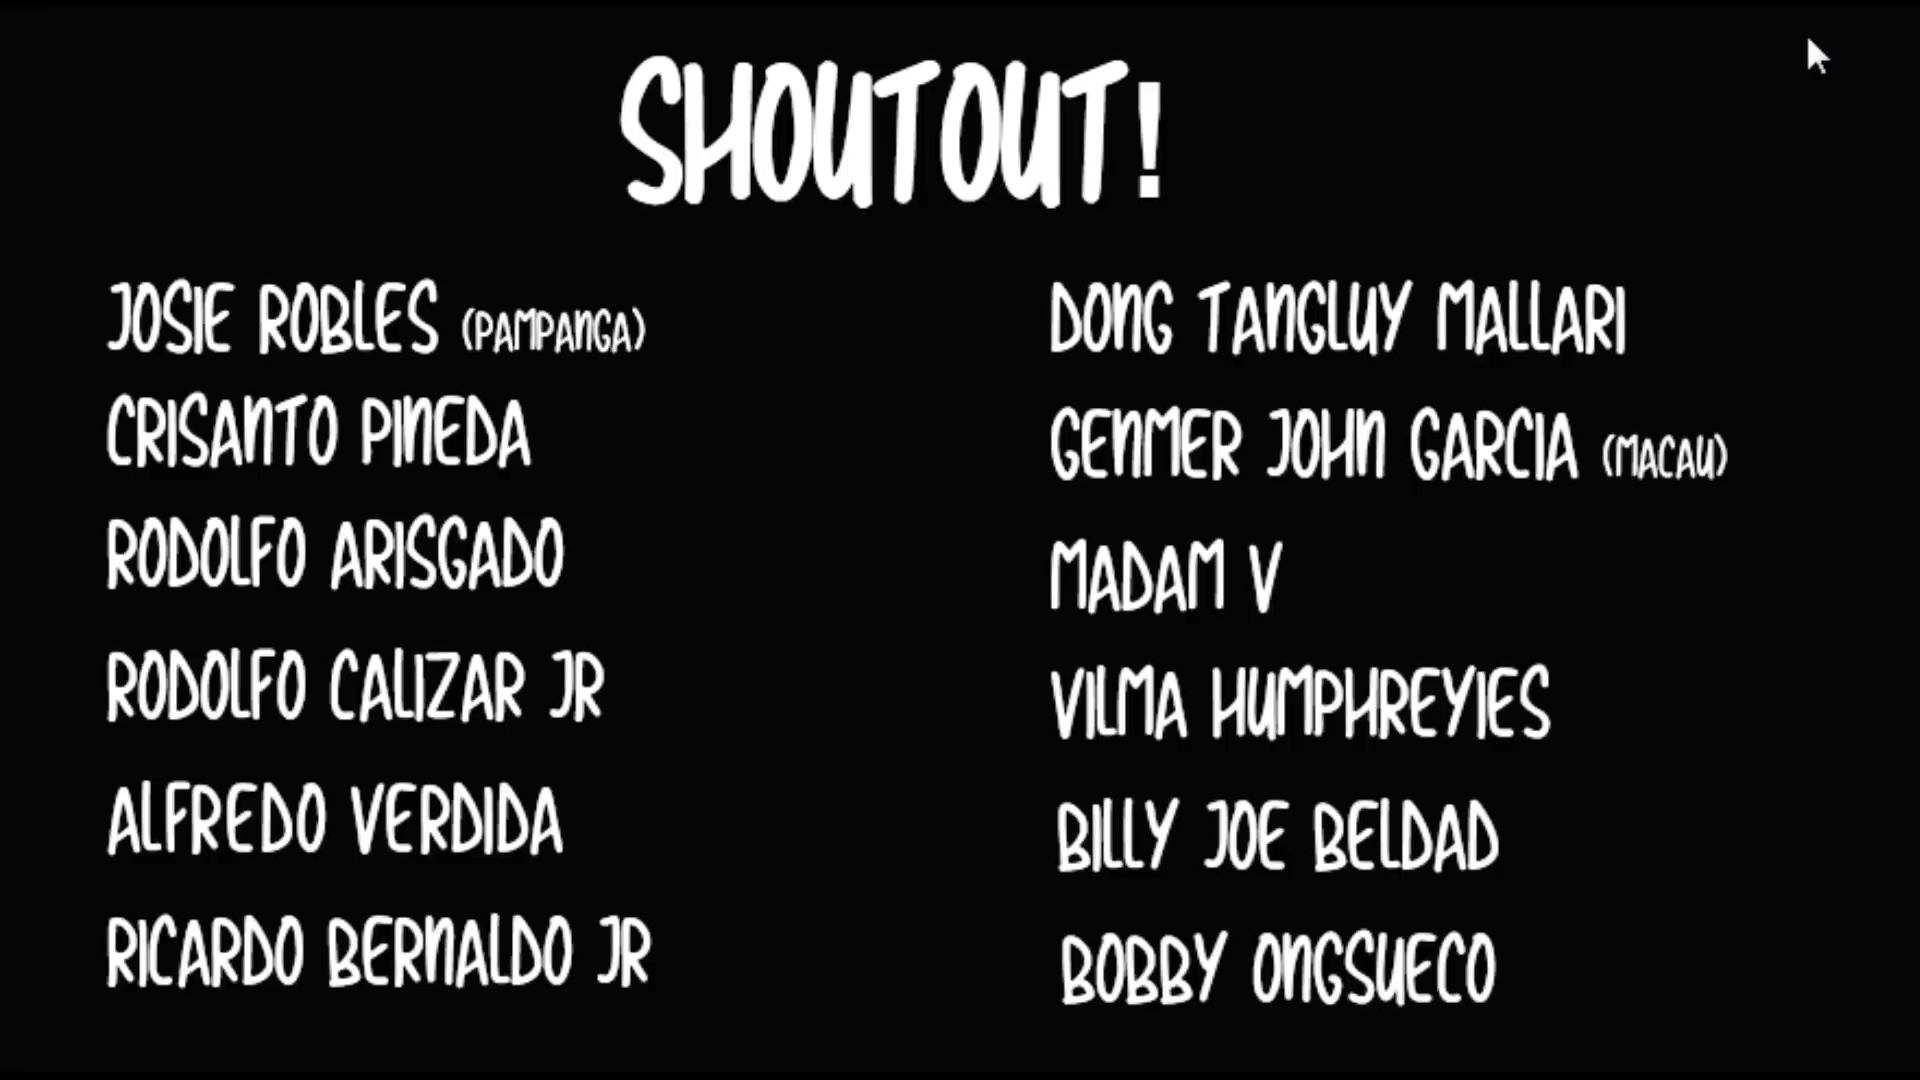 SHOUTOUT!
JOSIE ROBLES (PAMPANGA)
CRISANTO PINEDA
RODOLFO ARISGADO
RODOLFO CALIZAR JR
ALFREDO VERDIDA
RICARDO BERNALDO JR
DONG TANGLUY MALLARI
GENMER JOHN GARCIA (MACAU)
MADAM V
VILMA HUMPHREYIES
BILLY JOE BELDAD
BOBBY ONGSUECO